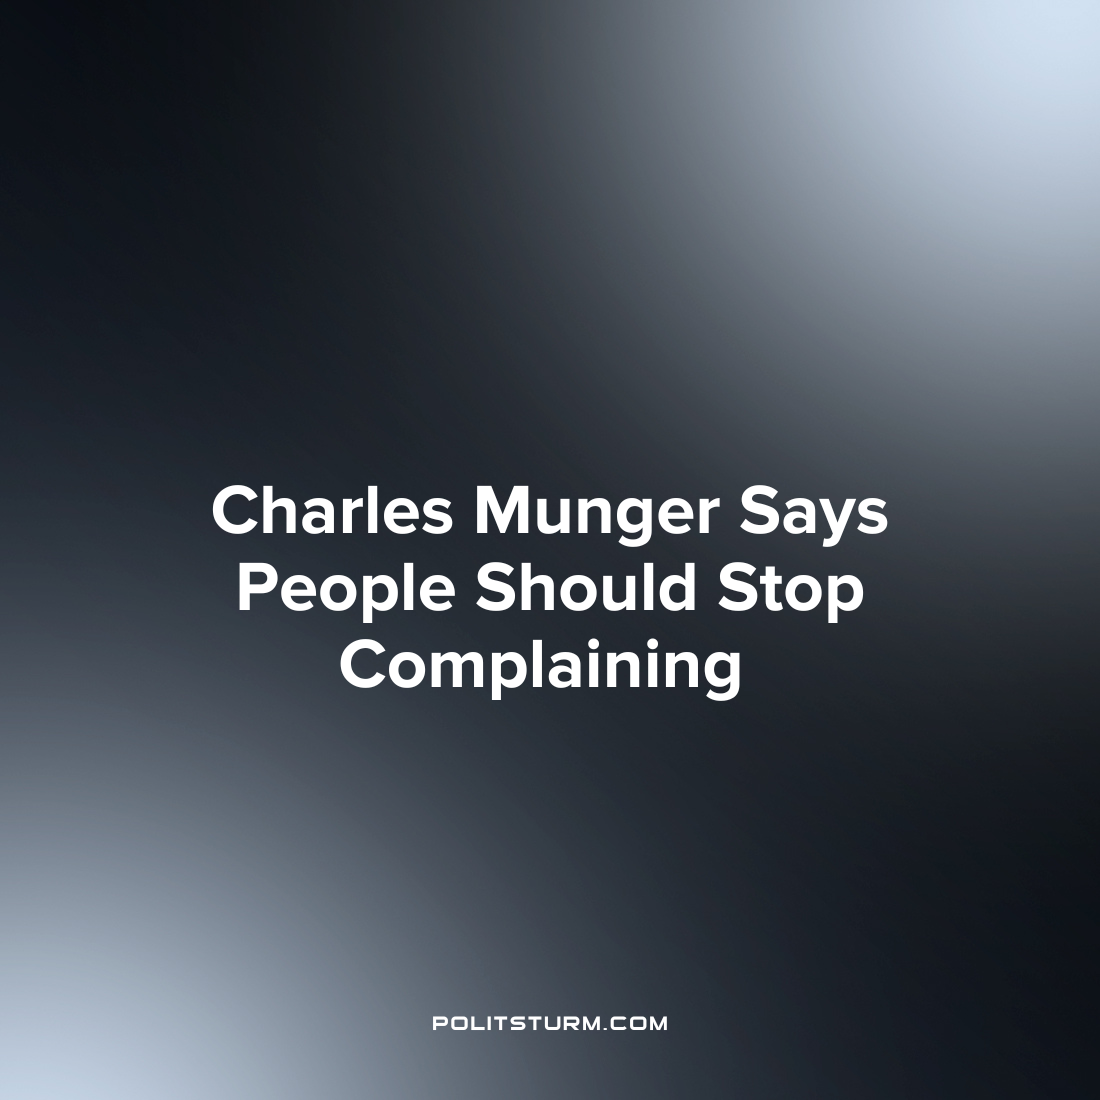 Charles Munger Says
People Should Stop
Complaining
POLITSTURM.COM